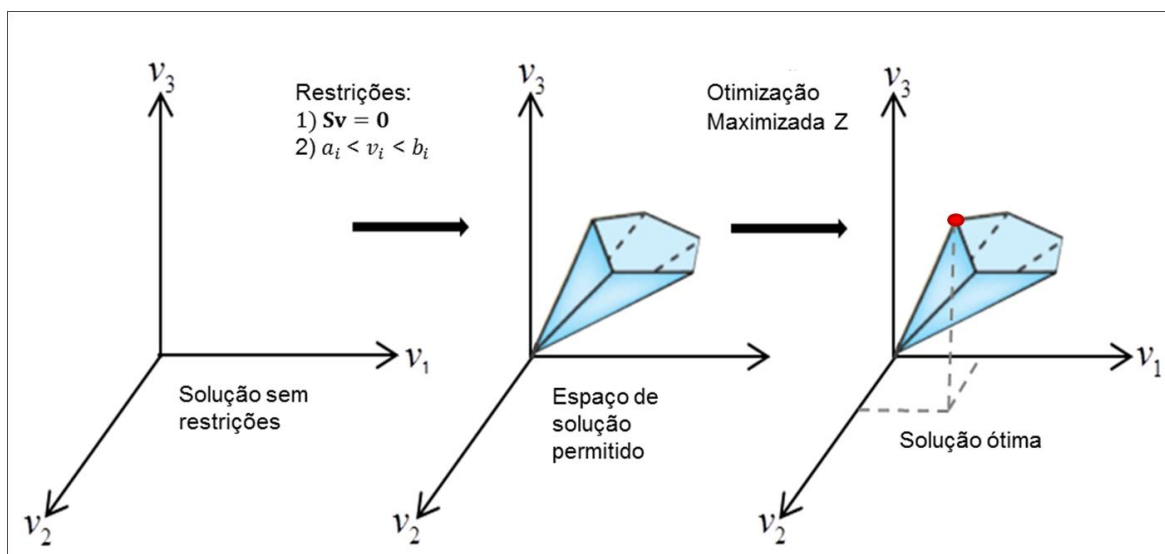 v₃
Restrições:
1) Sv = 0
2) aᵢ < vᵢ < bᵢ
v₃
Otimização
Maximizada Z
v₃
v₁
Solução sem
restrições
v₂
Espaço de
solução
permitido
v₂
v₁
Solução ótima
v₂